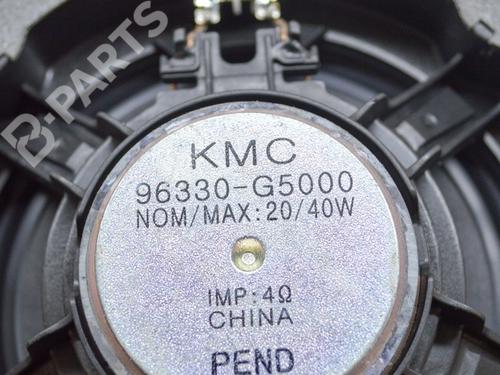 B-PARTS
KMC
96330-G5000
NOM/MAX:20/40W
IMP:4Ω
CHINA
PEND